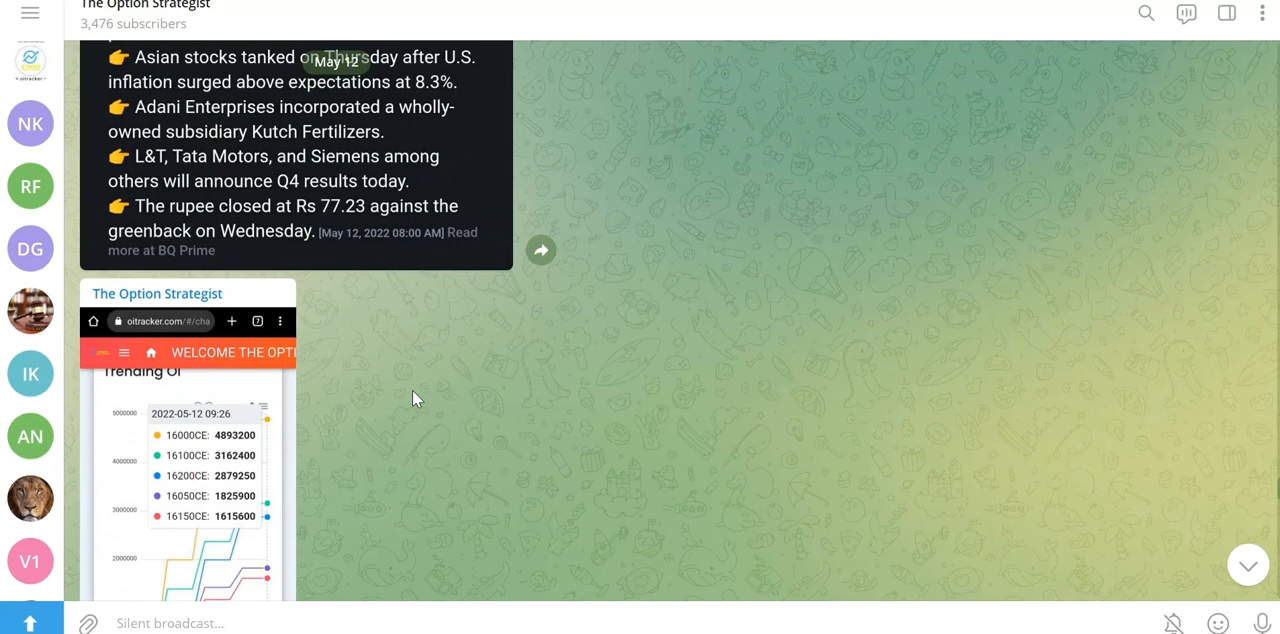 The Option Strategist
3,476 subscribers
May 12
👉 Asian stocks tanked on Thursday after U.S.
inflation surged above expectations at 8.3%.
👉 Adani Enterprises incorporated a wholly-
owned subsidiary Kutch Fertilizers.
👉 L&T, Tata Motors, and Siemens among
others will announce Q4 results today.
👉 The rupee closed at Rs 77.23 against the
greenback on Wednesday. [May 12, 2022 08:00 AM] Read
more at BQ Prime
The Option Strategist
oitracker.com/#/cha
7
WELCOME THE OPTI
Trending OI
5000000
4000000
3000000
2000000
2022-05-12 09:26
16000CE: 4893200
16100CE: 3162400
16200CE: 2879250
16050CE: 1825900
16150CE: 1615600
oitracker
NK
RF
DG
IK
AN
V1
Silent broadcast...